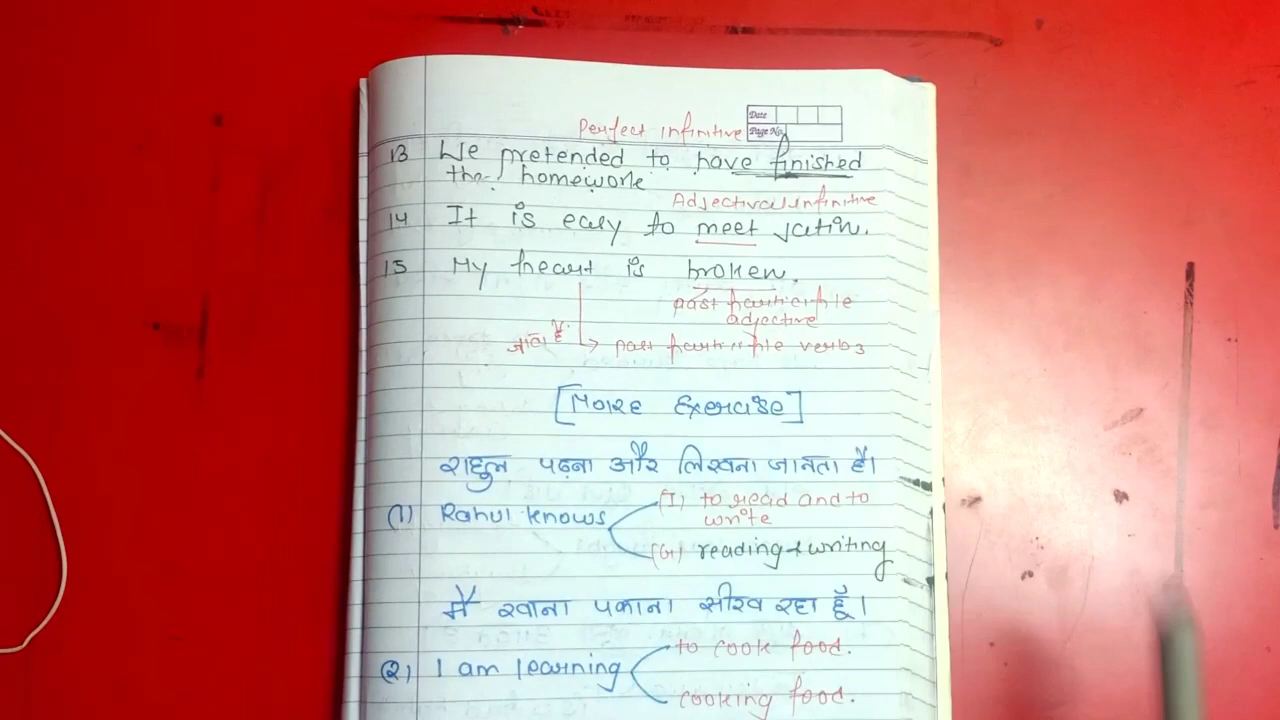 Date
Perfect Infinitive
Page No.
13 We pretended to have finished
the homework
Adjectival Infinitive
14 It is easy to meet Jatin.
15 My heart is broken.
past participle
adjective
जाता है.
past participle verb3
[More Exercise]
राहुल पढ़ना और लिखना जानता है।
(1) Rahul knows
(I) to read and to
write
(G) reading & writing
मैं खाना पकाना सीख रहा हूँ।
(2) I am learning
to cook food.
cooking food.